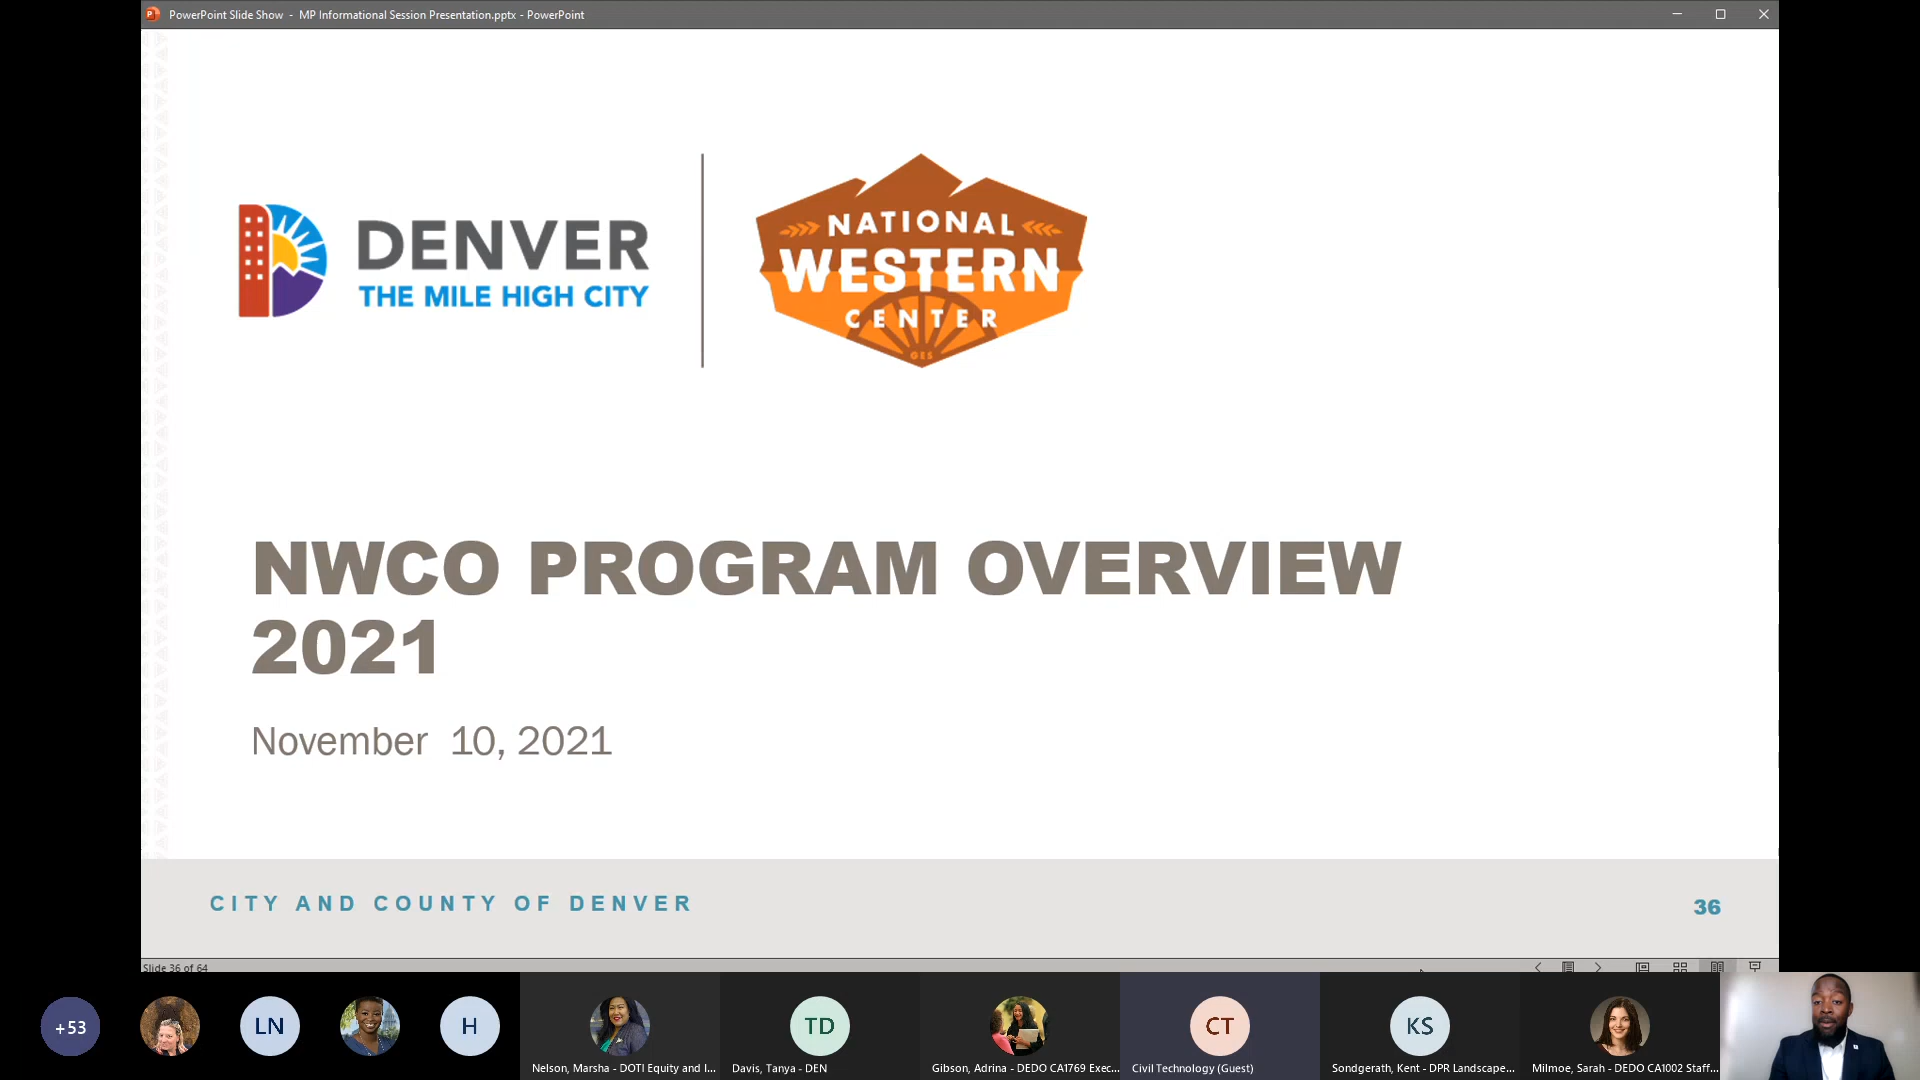 PowerPoint Slide Show - MP Informational Session Presentation.pptx - PowerPoint
DENVER
THE MILE HIGH CITY
NATIONAL
WESTERN
CENTER
GES
NWCO PROGRAM OVERVIEW
2021
November 10, 2021
CITY AND COUNTY OF DENVER
36
Slide 36 of 64
+53
LN
H
TD
CT
KS
Nelson, Marsha - DOTI Equity and I...
Davis, Tanya - DEN
Gibson, Adrina - DEDO CA1769 Exec...
Civil Technology (Guest)
Sondgerath, Kent - DPR Landscape...
Milmoe, Sarah - DEDO CA1002 Staff...